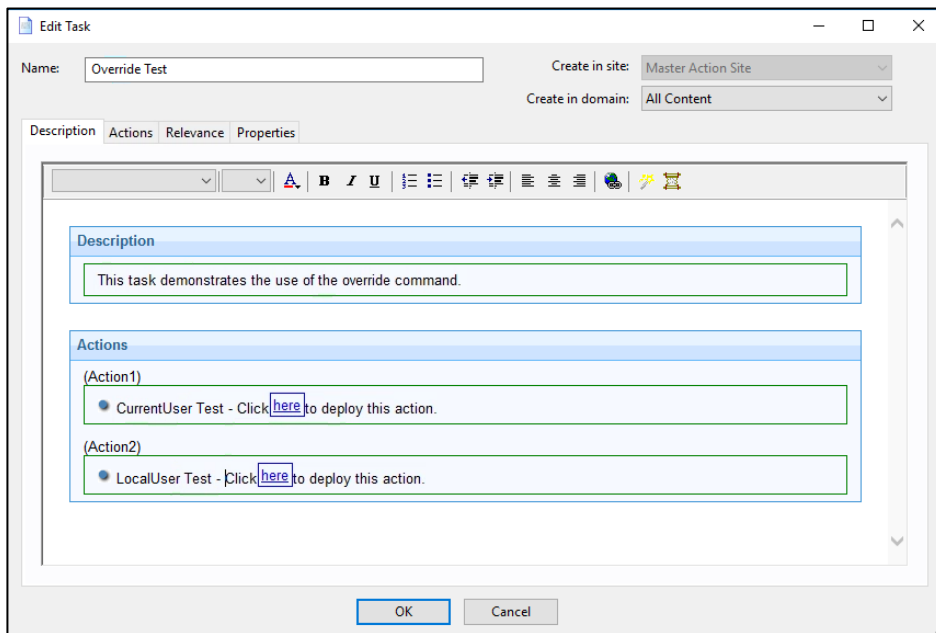 Edit Task
Name: Override Test
Create in site: Master Action Site
Create in domain: All Content
Description Actions Relevance Properties
A B I U
Description
This task demonstrates the use of the override command.
Actions
(Action1)
CurrentUser Test - Click here to deploy this action.
(Action2)
LocalUser Test - Click here to deploy this action.
OK Cancel